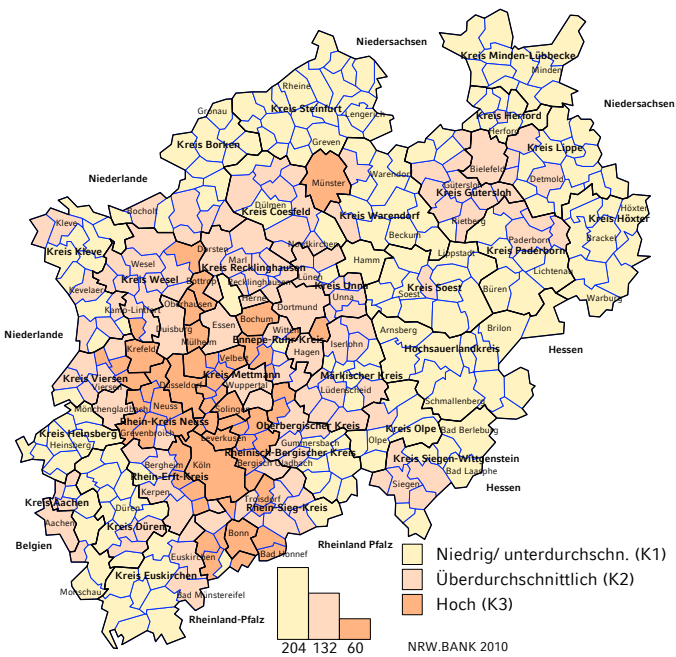 Niedersachsen
Kreis Minden-Lübbecke
Minden
Rheine
Niedersachsen
Gronau
Kreis Steinfurt
Lengerich
Kreis Herford
Herford
Greven
Kreis Borken
Kreis Lippe
Bielefeld
Warendorf
Niederlande
Münster
Gütersloh
Detmold
Kreis Gütersloh
Dülmen
Bocholt
Kreis Coesfeld
Kreis Warendorf
Höxter
Kreis Höxter
Kleve
Rietberg
Beckum
Paderborn
Brackel
Nordkirchen
Kreis Kleve
Dorsten
Lippstadt
Kreis Paderborn
Wesel
Marl
Hamm
Kreis Recklinghausen
Lichtenau
Kreis Wesel
Bottrop
Recklinghausen
Lünen
Kreis Unna
Kreis Soest
Kevelaer
Büren
Soest
Unna
Herne
Warburg
Kamp-Lintfort
Oberhausen
Dortmund
Bochum
Essen
Duisburg
Witten
Arnsberg
Brilon
Niederlande
Mülheim
Ennepe-Ruhr-Kreis
Iserlohn
Krefeld
Hagen
Hochsauerlandkreis
Hessen
Velbert
Kreis Viersen
Kreis Mettmann
Märkischer Kreis
Viersen
Düsseldorf
Wuppertal
Lüdenscheid
Schmallenberg
Mönchengladbach
Neuss
Solingen
Rhein-Kreis Neuss
Oberbergischer Kreis
Kreis Olpe
Bad Berleburg
Kreis Heinsberg
Grevenbroich
Leverkusen
Olpe
Heinsberg
Gummersbach
Rheinisch-Bergischer Kreis
Kreis Siegen-Wittgenstein
Bergheim
Köln
Bergisch Gladbach
Bad Laasphe
Rhein-Erft-Kreis
Siegen
Hessen
Kerpen
Troisdorf
Kreis Aachen
Düren
Rhein-Sieg-Kreis
Aachen
Kreis Düren
Bonn
Belgien
Rheinland Pfalz
Euskirchen
Bad Honnef
Kreis Euskirchen
Monschau
Bad Münstereifel
Rheinland-Pfalz
Niedrig/ unterdurchschn. (K1)
Überdurchschnittlich (K2)
Hoch (K3)
204 132 60
NRW.BANK 2010